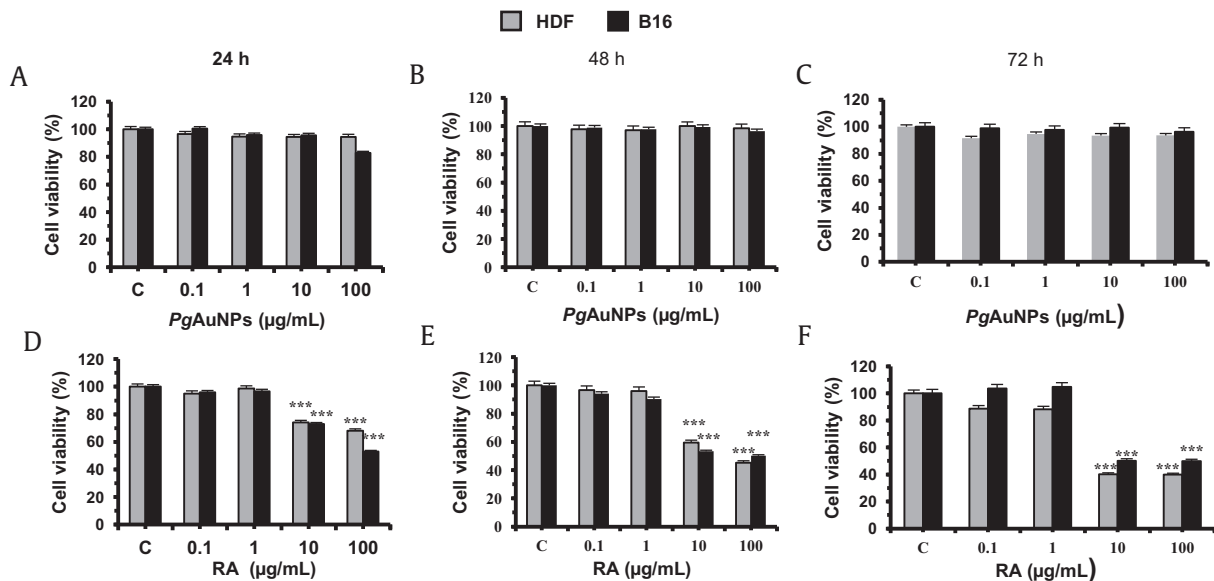 HDF B16
24 h 48 h 72 h
A
Cell viability (%)
120
100
80
60
40
20
0
C 0.1 1 10 100
PgAuNPs (µg/mL)
B
Cell viability (%)
120
100
80
60
40
20
0
C 0.1 1 10 100
PgAuNPs (µg/mL)
C
Cell viability (%)
120
100
80
60
40
20
0
C 0.1 1 10 100
PgAuNPs (µg/mL)
D
Cell viability (%)
120
100
80
60
40
20
0
*** *** *** ***
C 0.1 1 10 100
RA (µg/mL)
E
Cell viability (%)
120
100
80
60
40
20
0
*** *** *** ***
C 0.1 1 10 100
RA (µg/mL)
F
Cell viability (%)
120
100
80
60
40
20
0
*** *** *** ***
C 0.1 1 10 100
RA (µg/mL)